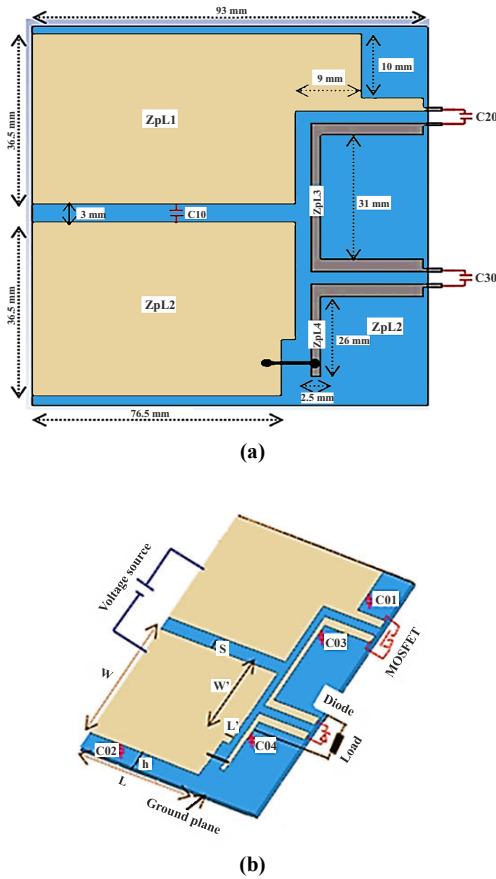 93 mm
10 mm
9 mm
C20
ZpL1
36.5 mm
ZpL3
31 mm
3 mm
C10
C30
ZpL2
ZpL2
36.5 mm
ZpL4
26 mm
76.5 mm
2.5 mm
(a)
Voltage source
C01
MOSFET
S
C03
W
W'
Diode
L'
C04
Load
C02
h
L
Ground plane
(b)